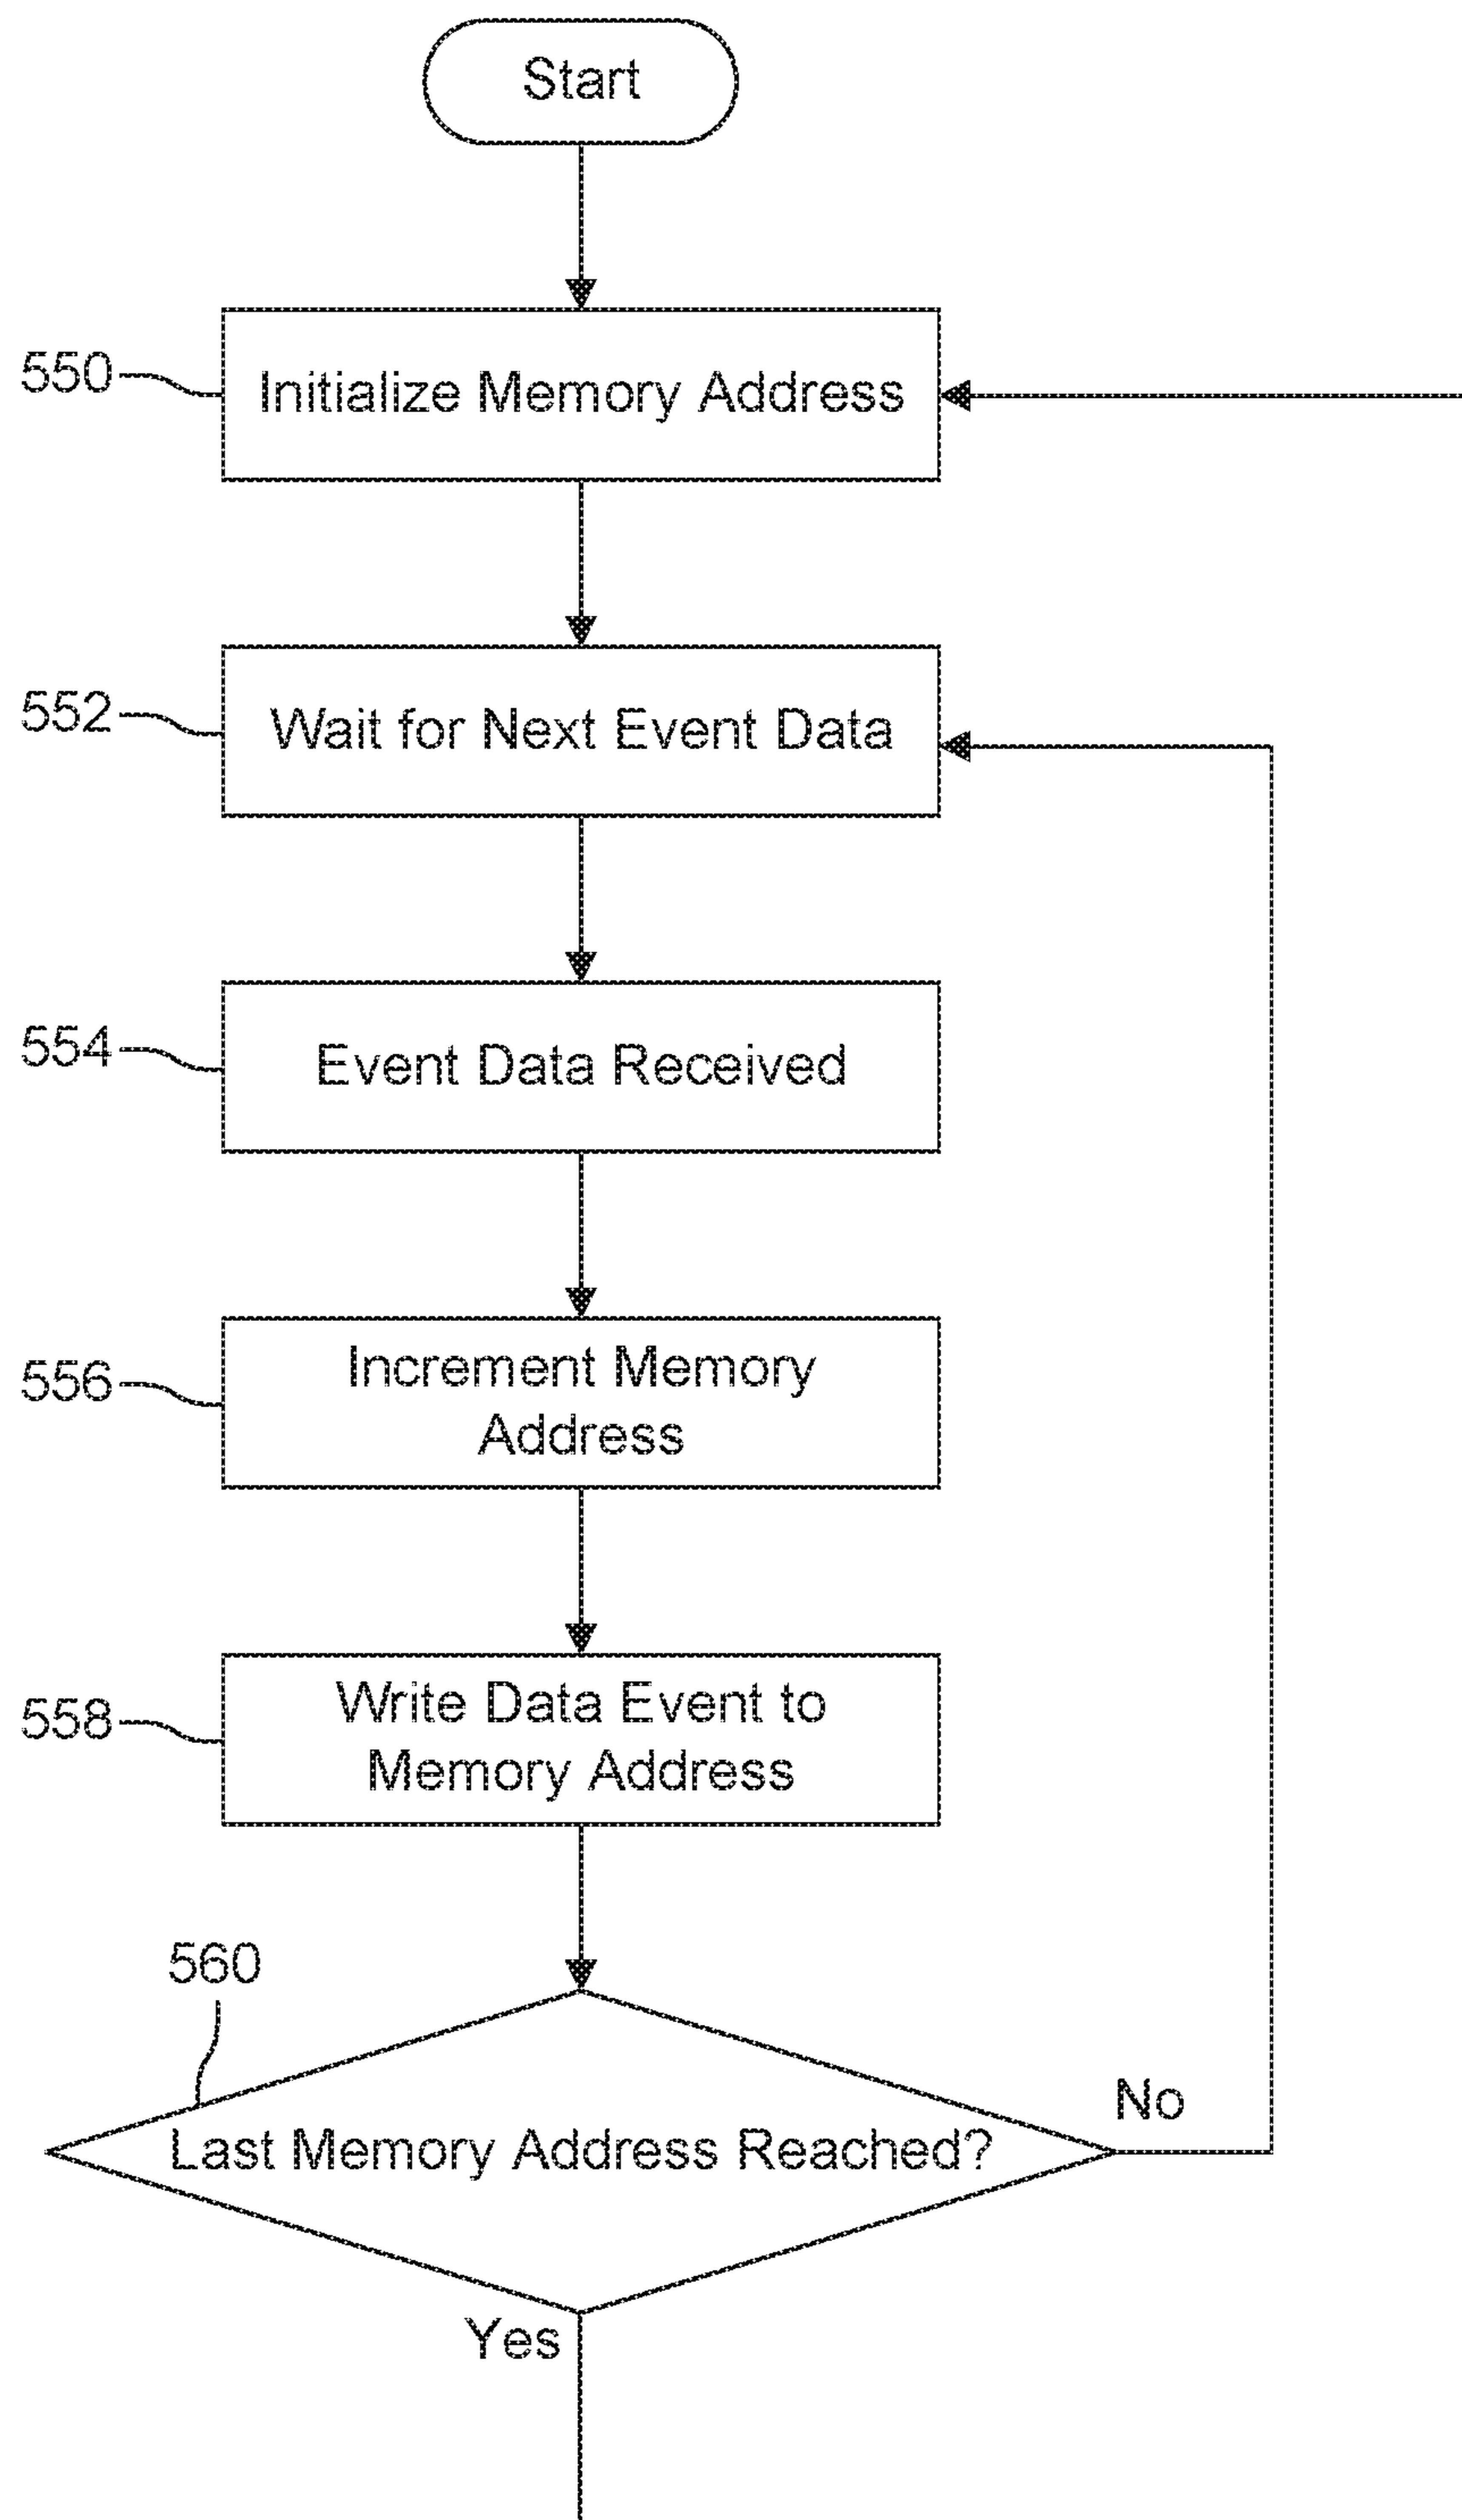 Start
550
Initialize Memory Address
552
Wait for Next Event Data
554
Event Data Received
556
Increment Memory
Address
558
Write Data Event to
Memory Address
560
No
Last Memory Address Reached?
Yes